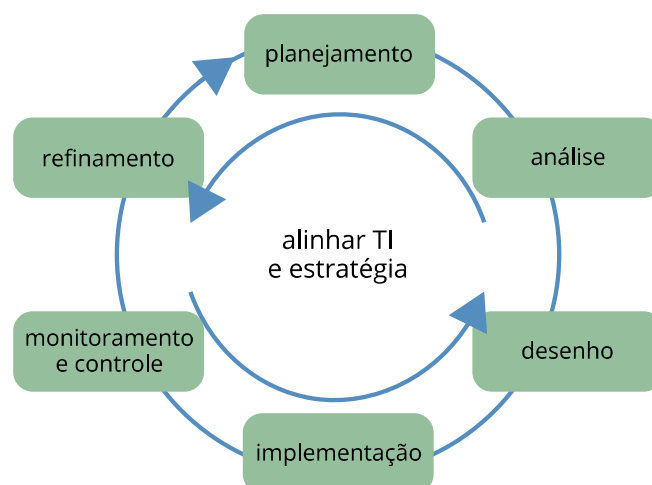 planejamento
análise
desenho
implementação
monitoramento
e controle
refinamento
alinhar TI
e estratégia